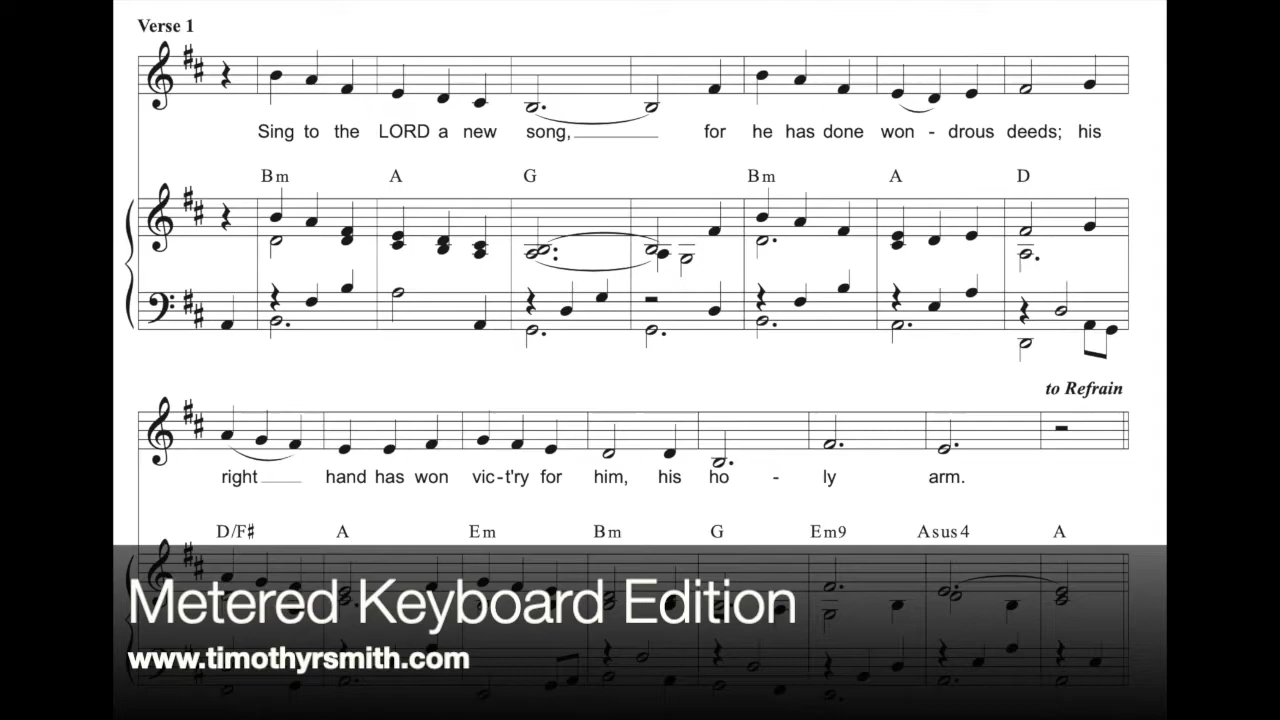 Verse 1
Sing to the LORD a new song, for he has done won - drous deeds; his
Bm A G Bm A D
to Refrain
right hand has won vic-t'ry for him, his ho - ly arm.
D/F# A Em Bm G Em9 Asus4 A
Metered Keyboard Edition
www.timothyrsmith.com